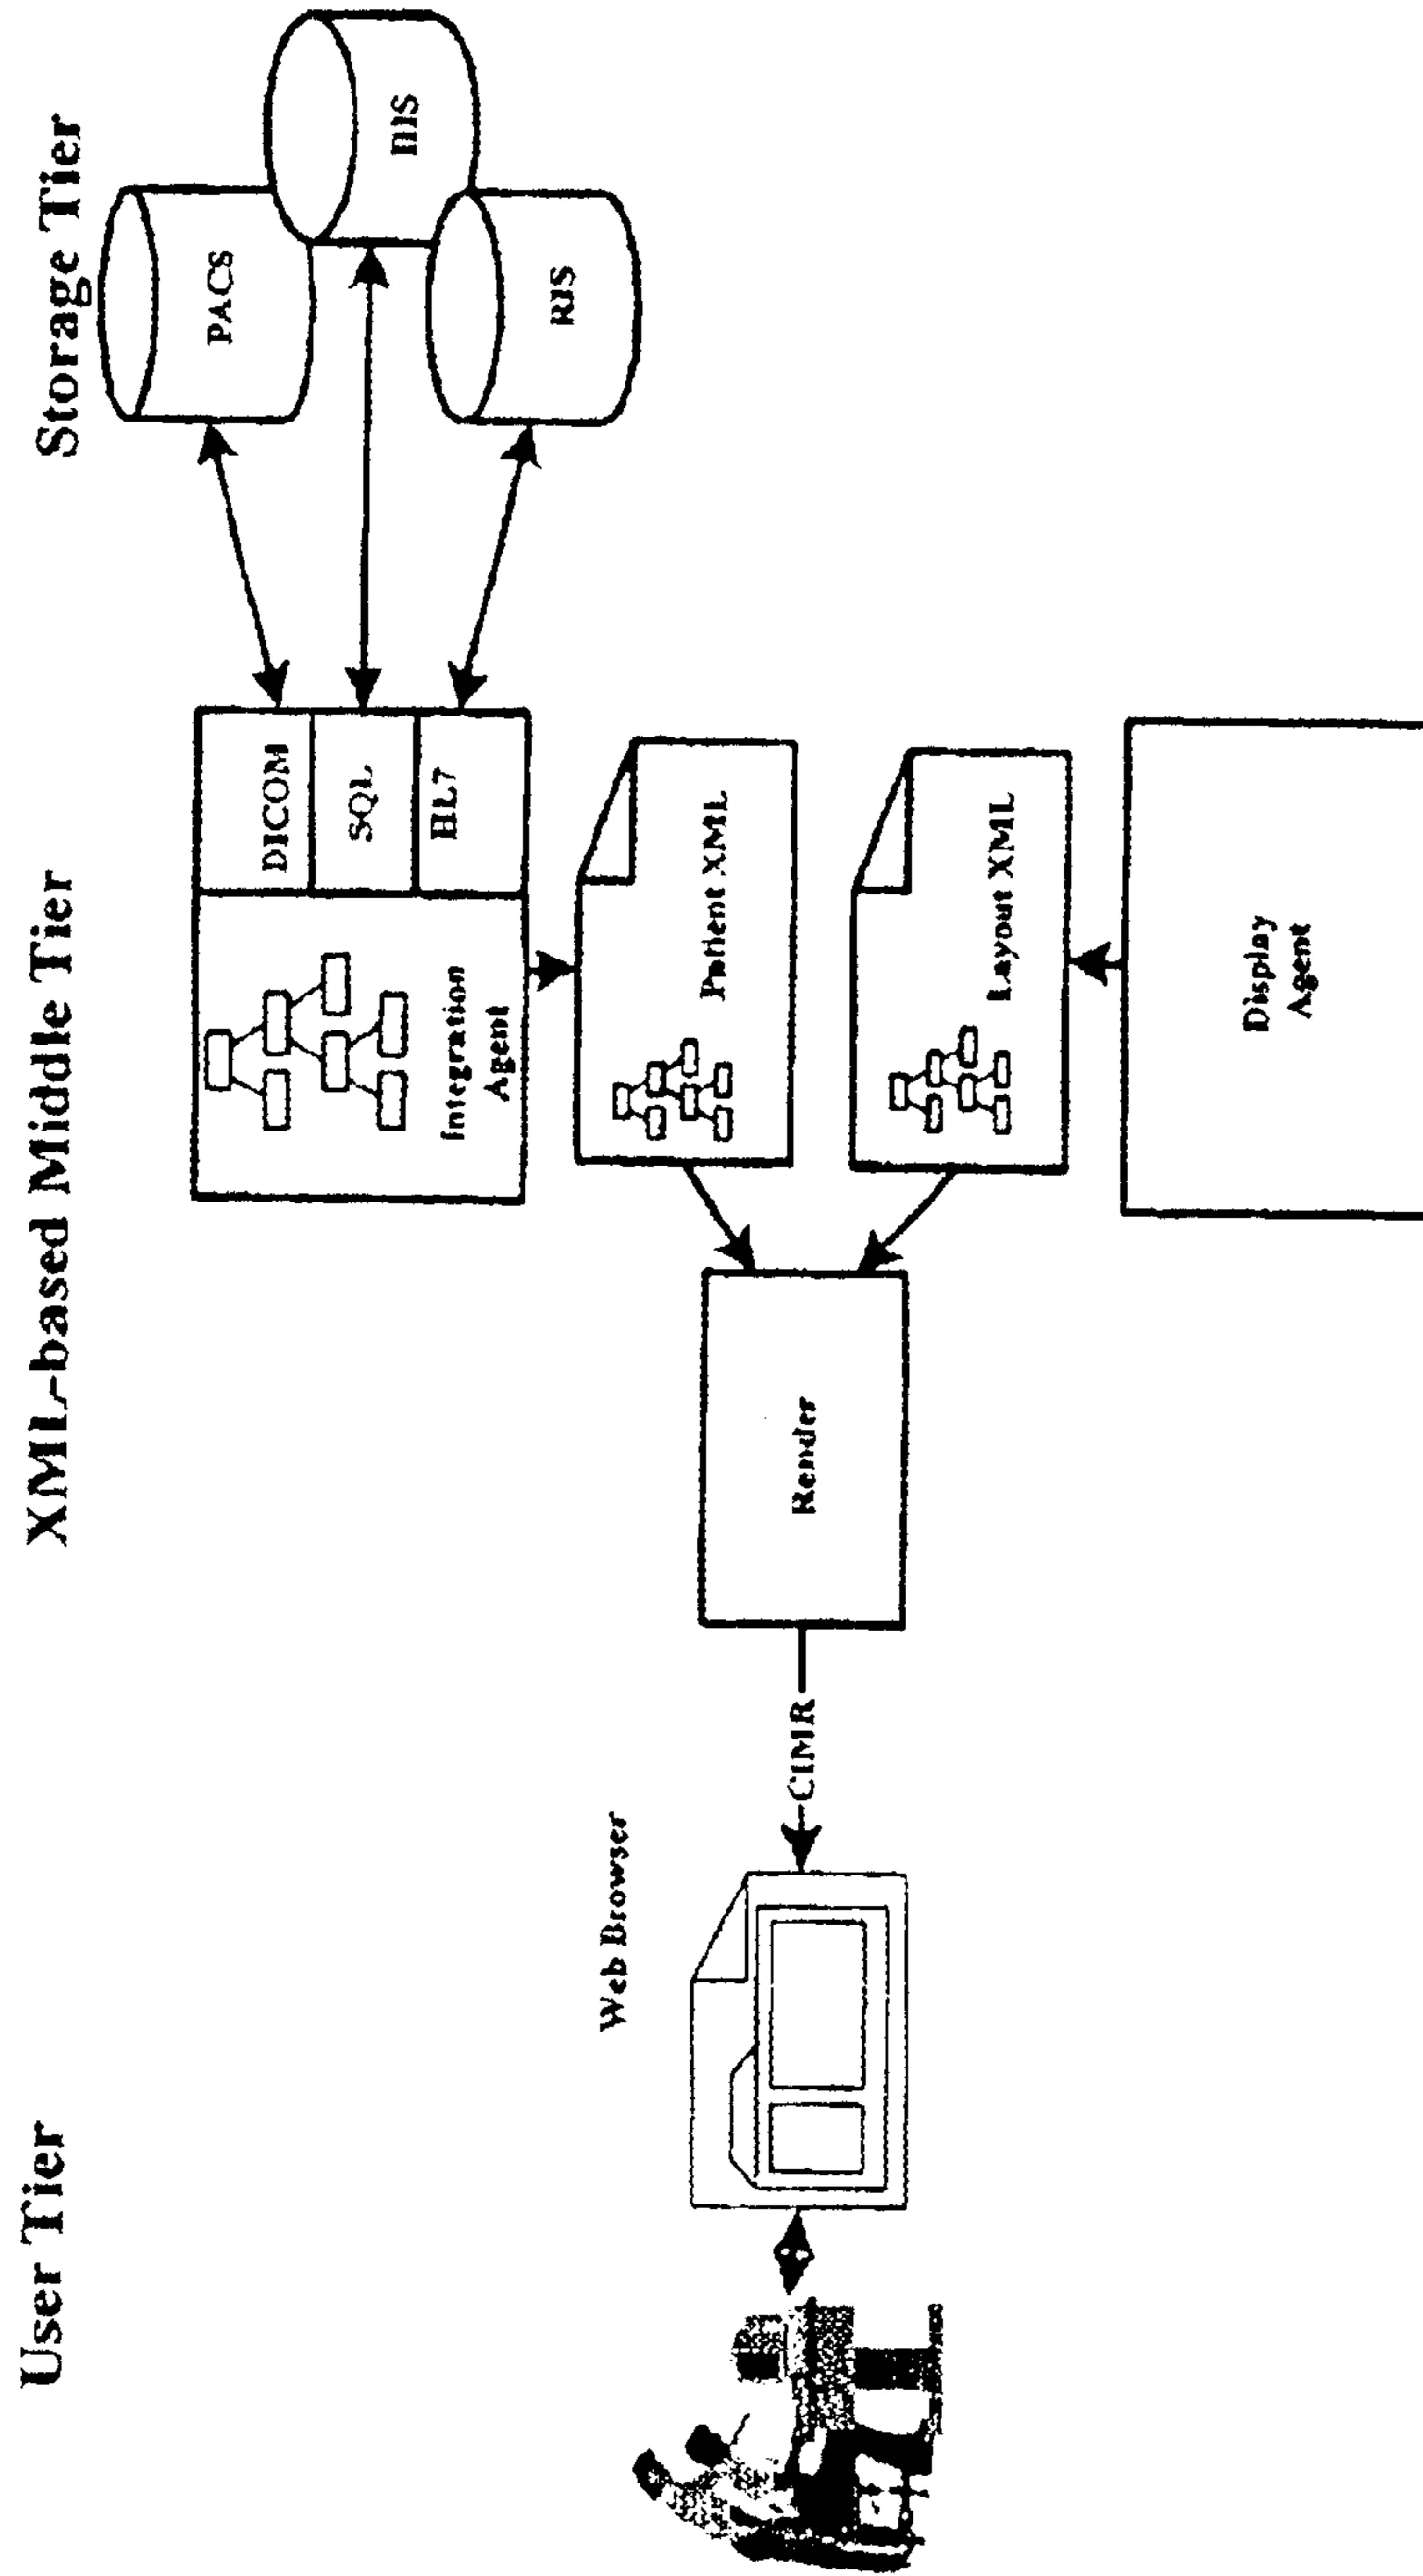 User Tier
XML-based Middle Tier
Storage Tier
DICOM
SQL
HL7
Integration
Agent
PACS
HIS
RIS
Patient XML
Web Browser
CIMR
Render
Layout XML
Display
Agent